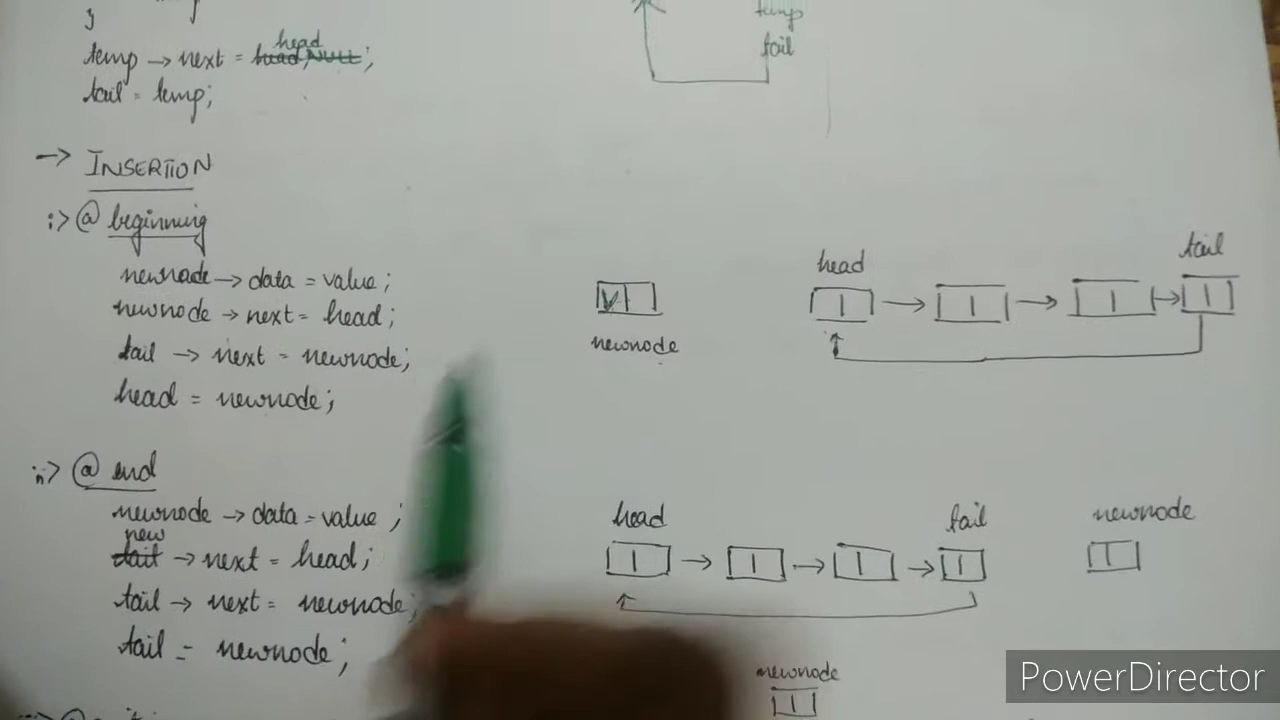 }
temp → next = head head, NULL;
tail = temp;
temp
tail
→ INSERTION
i> @ beginning
newnode → data = value;
newnode → next = head;
tail → next = newnode;
head = newnode;
V
newnode
head
tail
ii> @ end
newnode → data = value;
new
tail → next = head;
tail → next = newnode;
tail = newnode;
head
tail
newnode
newnode
PowerDirector